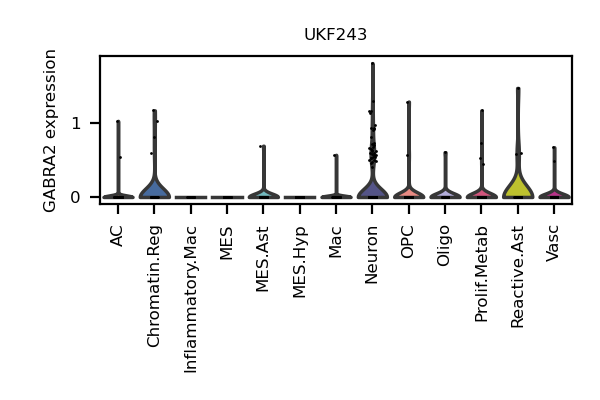 UKF243
GABRA2 expression
1
0
AC
Chromatin.Reg
Inflammatory.Mac
MES
MES.Ast
MES.Hyp
Mac
Neuron
OPC
Oligo
Prolif.Metab
Reactive.Ast
Vasc